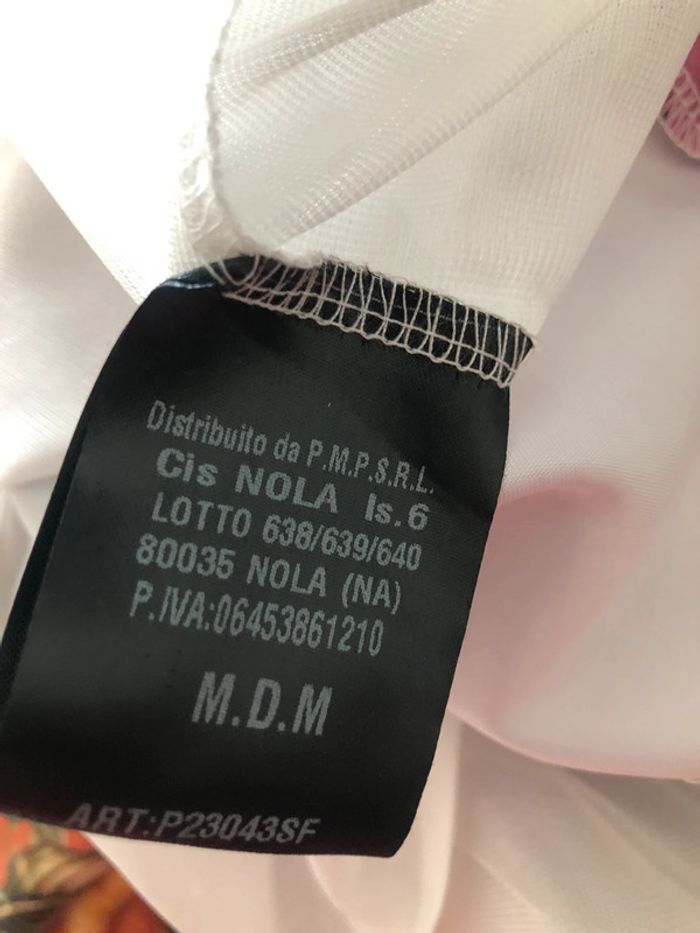 Distribuito da P.M.P.S.R.L.
Cis NOLA Is.6
LOTTO 638/639/640
80035 NOLA (NA)
P.IVA:06453861210
M.D.M
ART:P23043SF